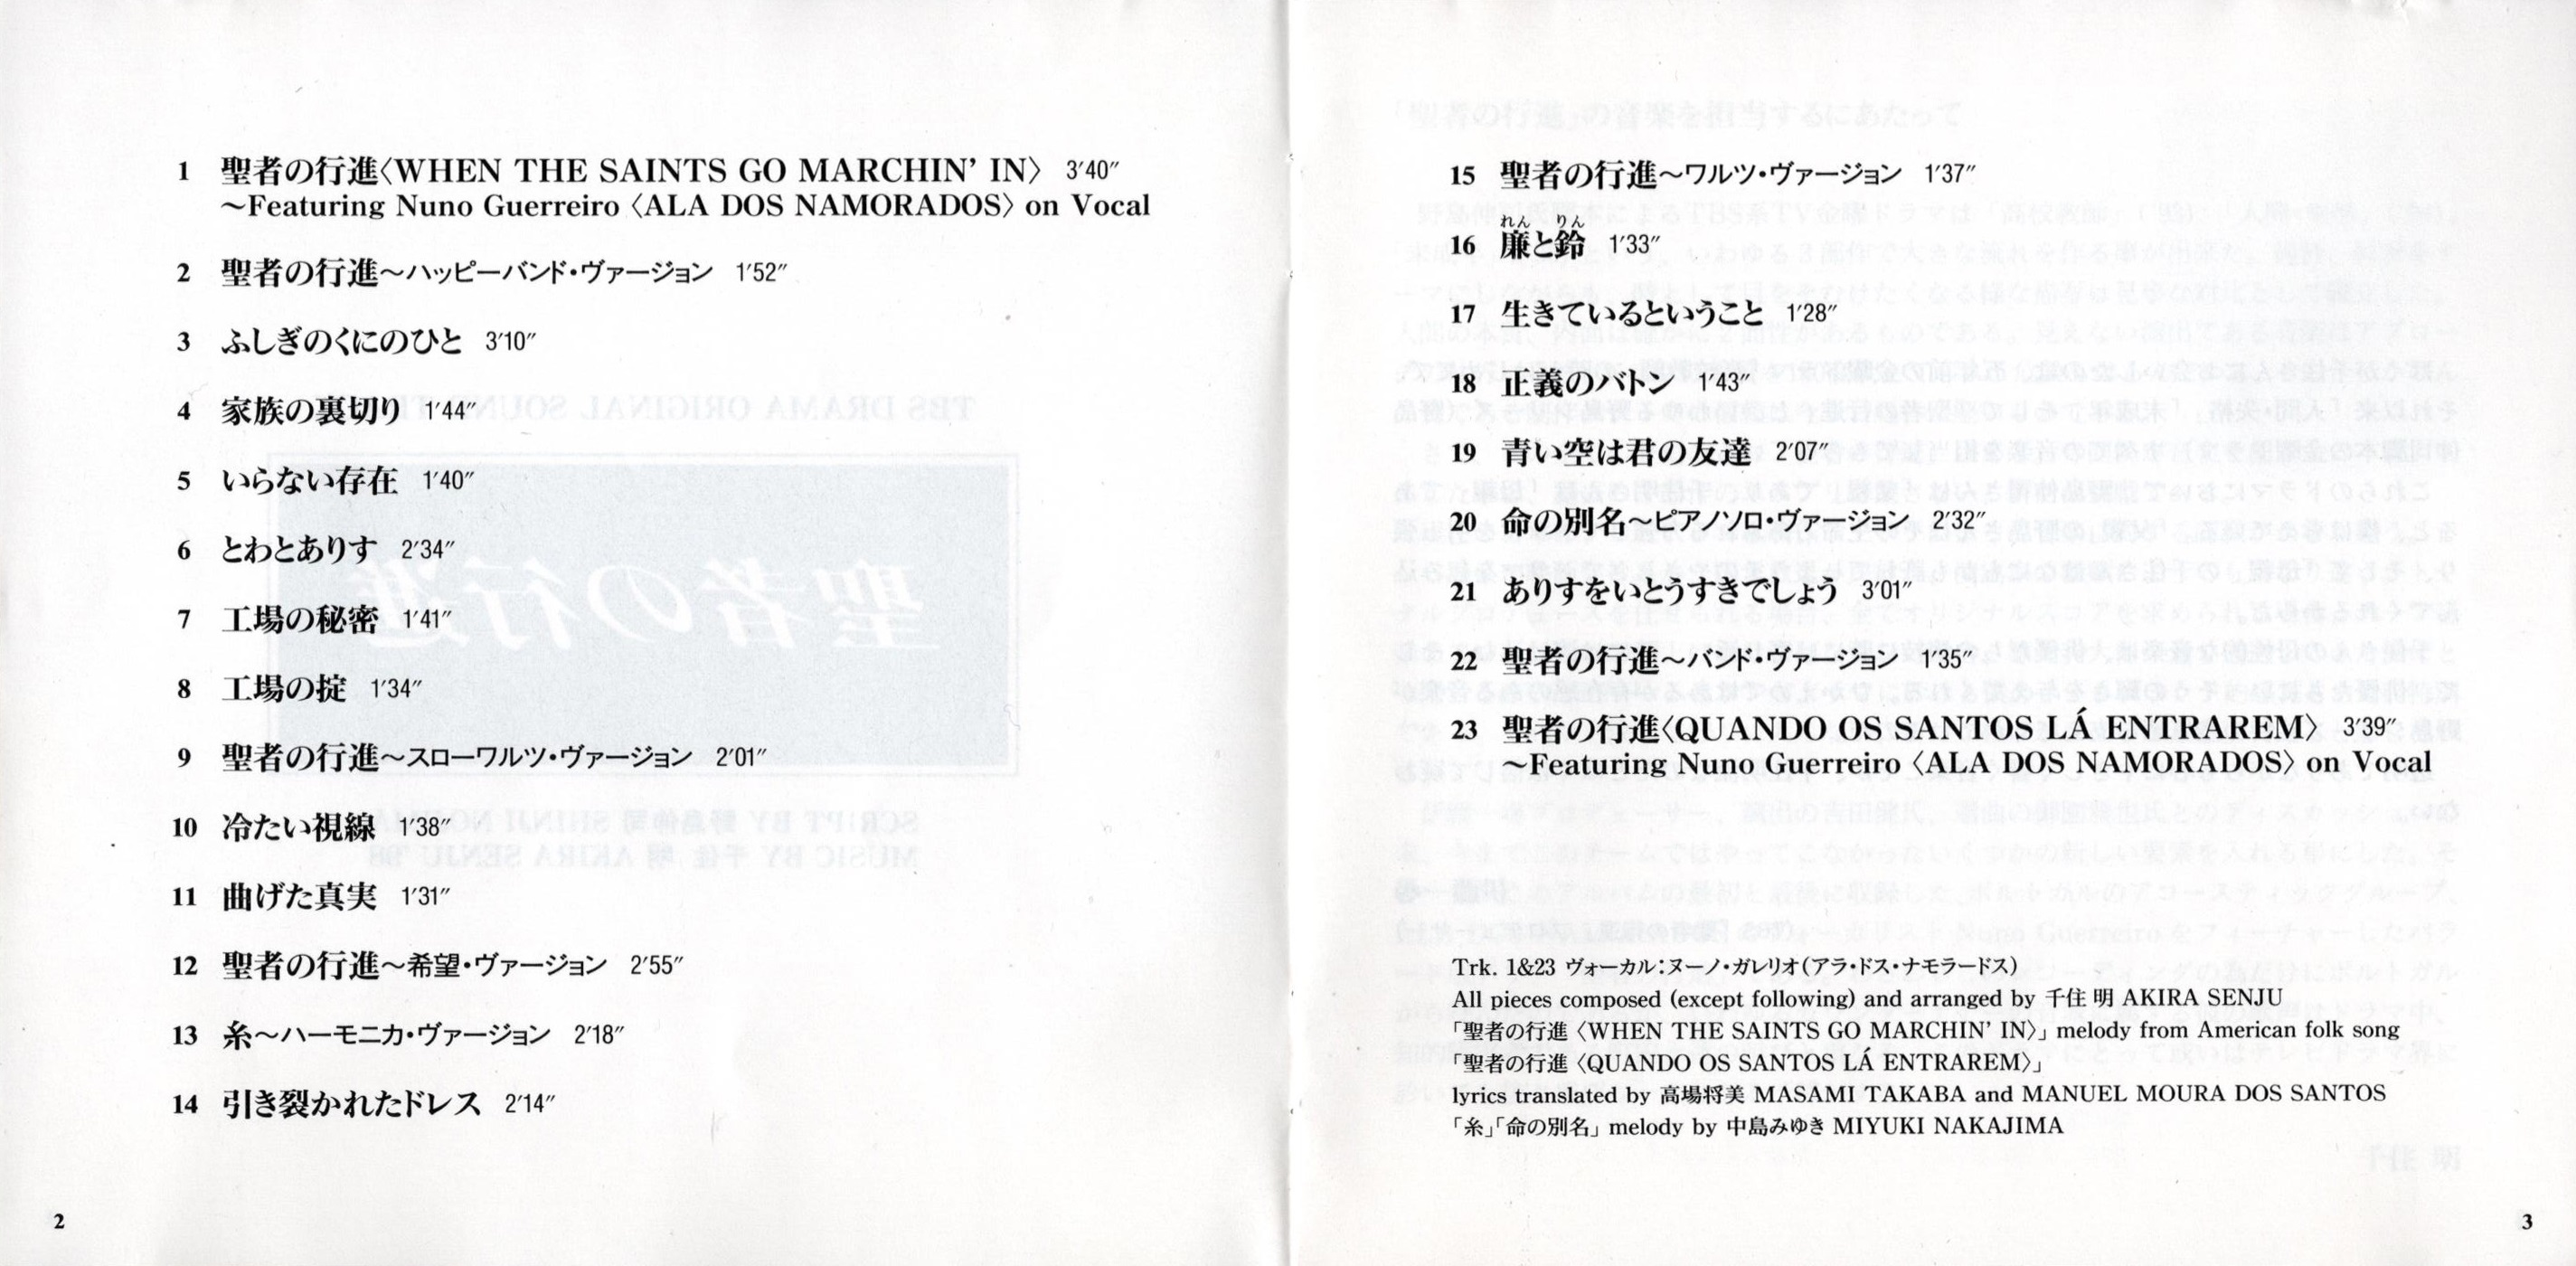 1 聖者の行進〈WHEN THE SAINTS GO MARCHIN' IN〉 3'40"
～Featuring Nuno Guerreiro〈ALA DOS NAMORADOS〉on Vocal
2 聖者の行進～ハッピーバンド・ヴァージョン 1'52"
3 ふしぎのくにのひと 3'10"
4 家族の裏切り 1'44"
5 いらない存在 1'40"
6 とわとありす 2'34"
7 工場の秘密 1'41"
8 工場の掟 1'34"
9 聖者の行進～スローワルツ・ヴァージョン 2'01"
10 冷たい視線 1'38"
11 曲げた真実 1'31"
12 聖者の行進～希望・ヴァージョン 2'55"
13 糸～ハーモニカ・ヴァージョン 2'18"
14 引き裂かれたドレス 2'14"
2
15 聖者の行進～ワルツ・ヴァージョン 1'37"
れん りん
16 廉と鈴 1'33"
17 生きているということ 1'28"
18 正義のバトン 1'43"
19 青い空は君の友達 2'07"
20 命の別名～ピアノソロ・ヴァージョン 2'32"
21 ありすをいとうすきでしょう 3'01"
22 聖者の行進～バンド・ヴァージョン 1'35"
23 聖者の行進〈QUANDO OS SANTOS LÁ ENTRAREM〉 3'39"
～Featuring Nuno Guerreiro〈ALA DOS NAMORADOS〉on Vocal
Trk. 1&23 ヴォーカル：ヌーノ・ガレリオ（アラ・ドス・ナモラードス）
All pieces composed (except following) and arranged by 千住 明 AKIRA SENJU
「聖者の行進〈WHEN THE SAINTS GO MARCHIN' IN〉」melody from American folk song
「聖者の行進〈QUANDO OS SANTOS LÁ ENTRAREM〉」
lyrics translated by 高場将美 MASAMI TAKABA and MANUEL MOURA DOS SANTOS
「糸」「命の別名」melody by 中島みゆき MIYUKI NAKAJIMA
3